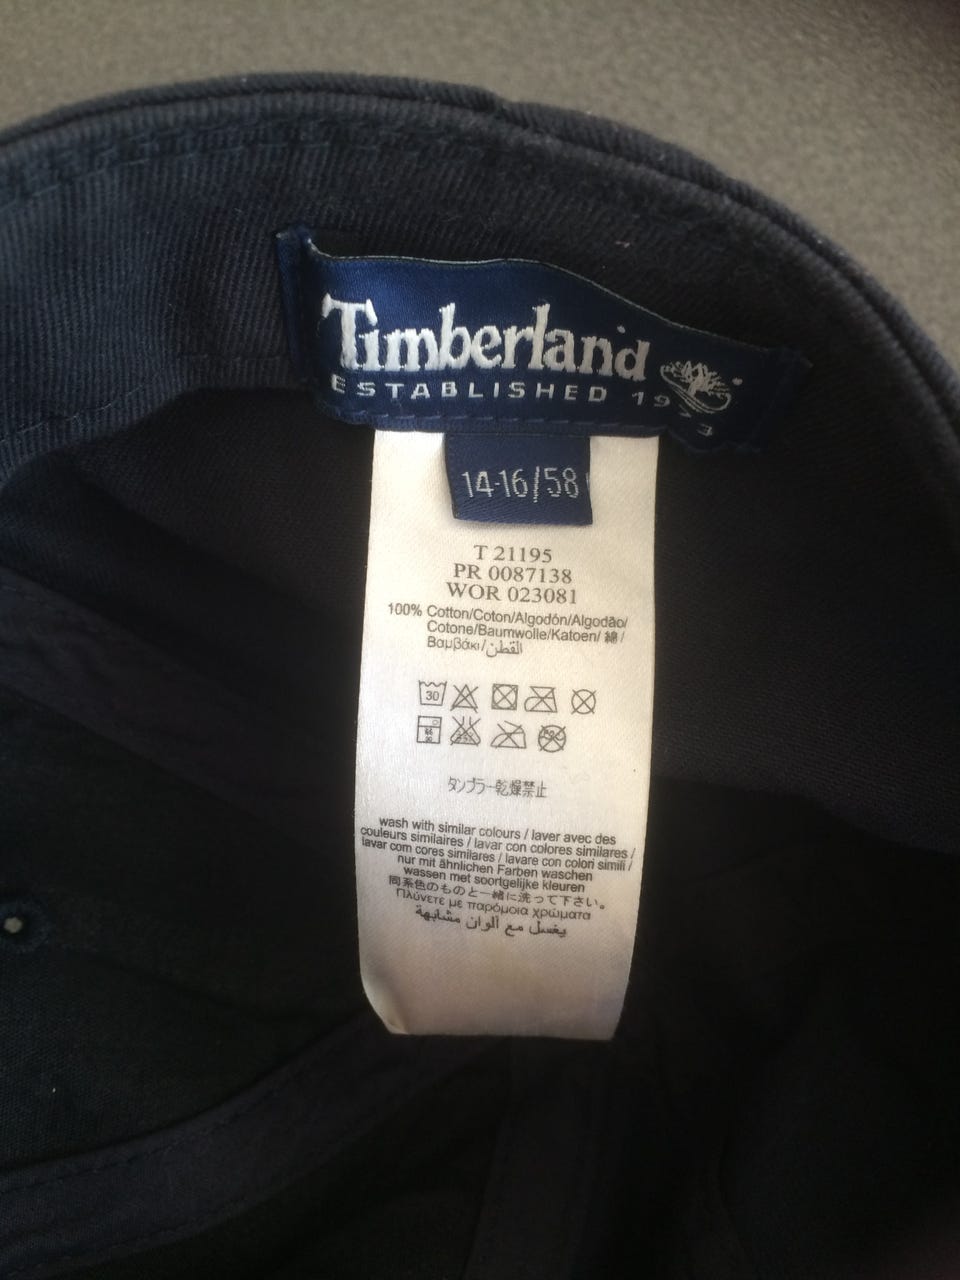 Timberland
ESTABLISHED 1973
14-16/58
T 21195
PR 0087138
WOR 023081
100% Cotton/Coton/Algodón/Algodão/
Cotone/Baumwolle/Katoen/ 綿 /
Βαμβάκι/القطن
30
タンブラー乾燥禁止
wash with similar colours / laver avec des
couleurs similaires / lavar con colores similares /
lavar com cores similares / lavare con colori simili /
nur mit ähnlichen Farben waschen
wassen met soortgelijke kleuren
同系色のものと一緒に洗って下さい。
Πλύνετε με παρόμοια χρώματα
يغسل مع ألوان مشابهة